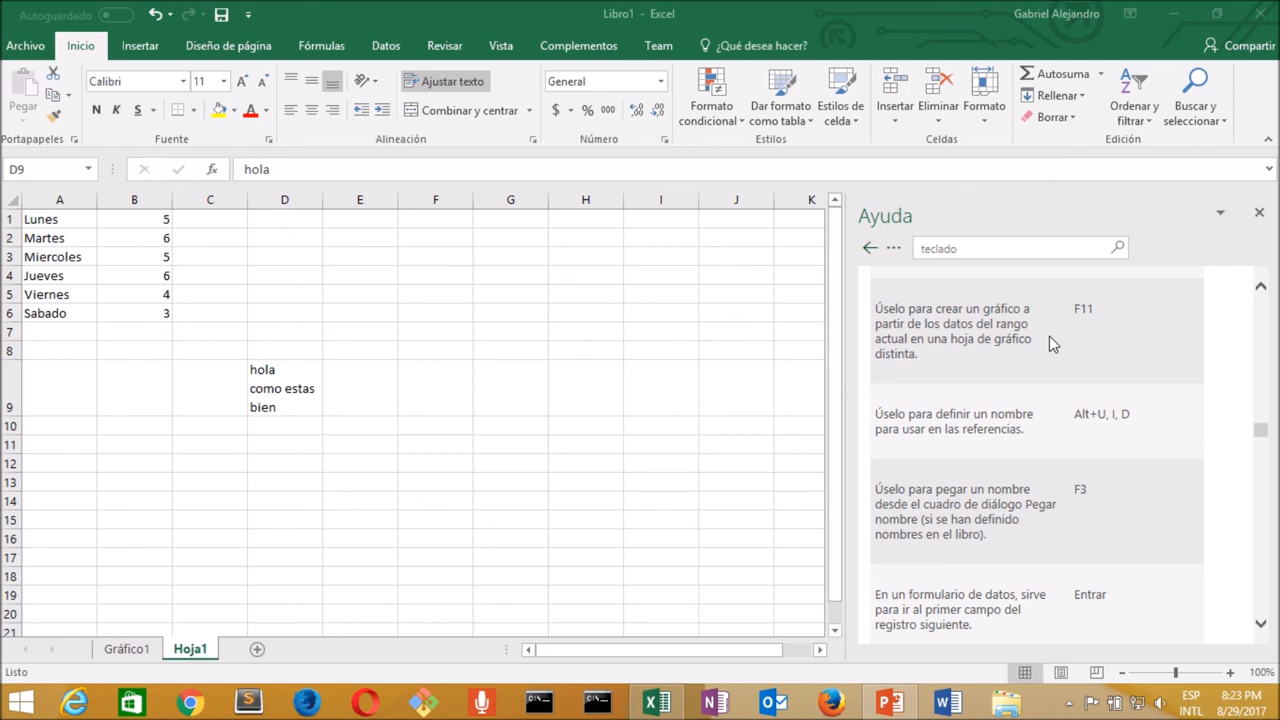 Autoguardado
Libro1 - Excel
Gabriel Alejandro
Archivo Inicio Insertar Diseño de página Fórmulas Datos Revisar Vista Complementos Team ¿Qué desea hacer? Compartir
Pegar
Calibri 11
N K S
Ajustar texto
Combinar y centrar
General
$ % 000
Formato condicional
Dar formato como tabla
Estilos de celda
Insertar
Eliminar
Formato
Autosuma
Rellenar
Borrar
Ordenar y filtrar
Buscar y seleccionar
Portapapeles Fuente Alineación Número Estilos Celdas Edición
D9 fx hola
A B C D E F G H I J K
1 Lunes 5
2 Martes 6
3 Miercoles 5
4 Jueves 6
5 Viernes 4
6 Sabado 3
7
8
hola
como estas
9 bien
10
11
12
13
14
15
16
17
18
19
20
21
Ayuda
teclado
Úselo para crear un gráfico a F11
partir de los datos del rango
actual en una hoja de gráfico
distinta.
Úselo para definir un nombre Alt+U, I, D
para usar en las referencias.
Úselo para pegar un nombre F3
desde el cuadro de diálogo Pegar
nombre (si se han definido
nombres en el libro).
En un formulario de datos, sirve Entrar
para ir al primer campo del
registro siguiente.
Gráfico1 Hoja1
Listo 100%
ESP 8:23 PM
INTL 8/29/2017